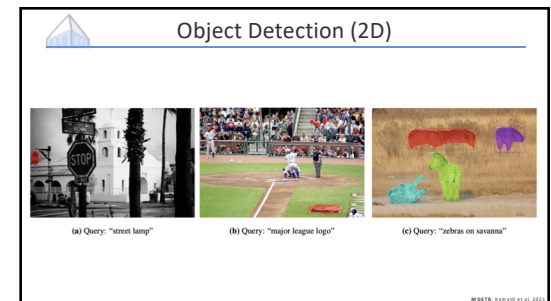 Object Detection (2D)
STOP
(a) Query: "street lamp"
(b) Query: "major league logo"
(c) Query: "zebras on savanna"
MDETR: Kamath et al. 2021